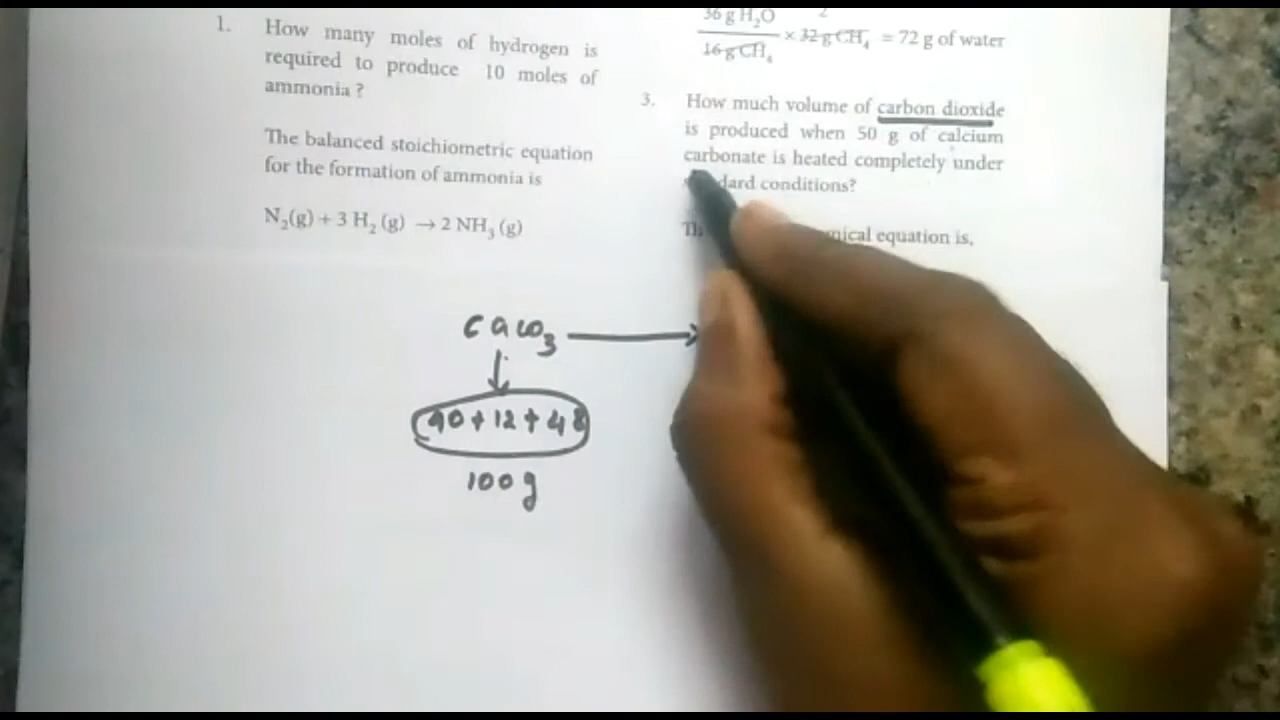 1. How many moles of hydrogen is
required to produce 10 moles of
ammonia ?
The balanced stoichiometric equation
for the formation of ammonia is
N₂(g) + 3 H₂ (g) → 2 NH₃ (g)
36 g H₂O
16 g CH₄
× 32 g CH₄ = 72 g of water
2
3. How much volume of carbon dioxide
is produced when 50 g of calcium
carbonate is heated completely under
dard conditions?
mical equation is,
CaCO₃ →
↓
40 + 12 + 48
100 g